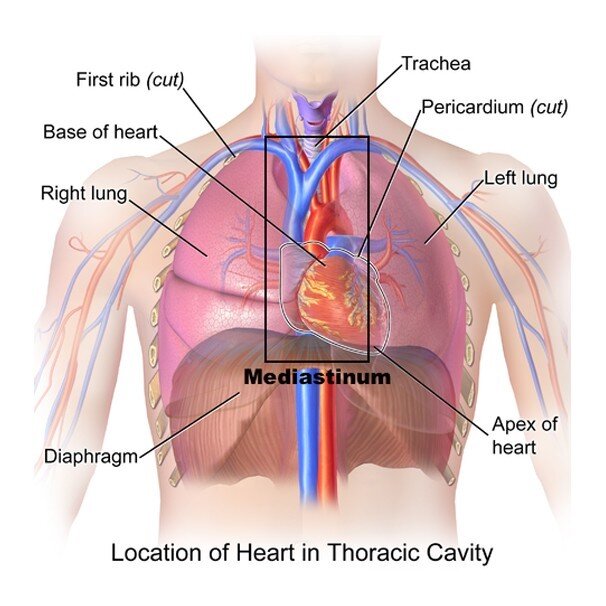 Trachea
First rib (cut)
Pericardium (cut)
Base of heart
Left lung
Right lung
Mediastinum
Apex of
heart
Diaphragm
Location of Heart in Thoracic Cavity